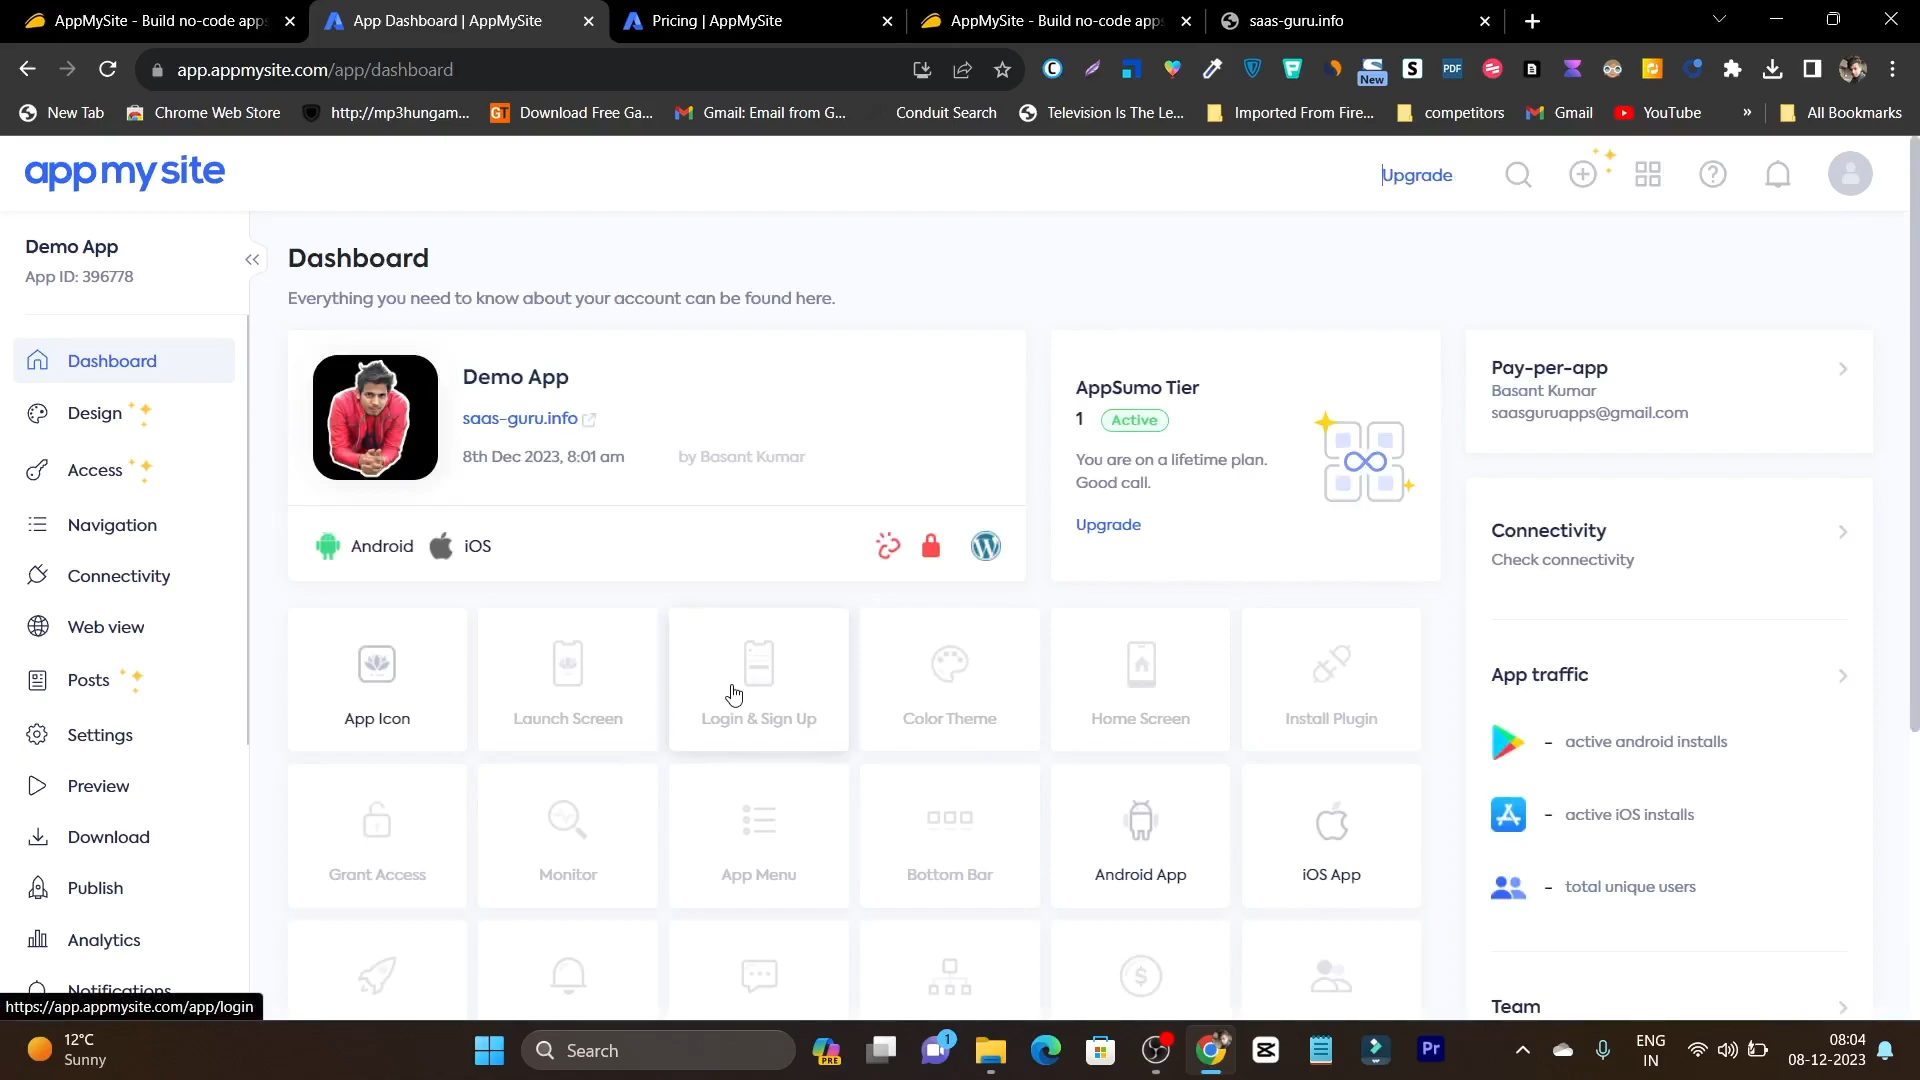 AppMySite - Build no-code apps
App Dashboard | AppMySite
Pricing | AppMySite
AppMySite - Build no-code apps
saas-guru.info
app.appmysite.com/app/dashboard
New
PDF
New Tab
Chrome Web Store
http://mp3hungam...
GT
Download Free Ga...
Gmail: Email from G...
Conduit Search
Television Is The Le...
Imported From Fire...
competitors
Gmail
YouTube
»
All Bookmarks
appmysite
Upgrade
Demo App
App ID: 396778
Dashboard
Design
Access
Navigation
Connectivity
Web view
Posts
Settings
Preview
Download
Publish
Analytics
Notifications
https://app.appmysite.com/app/login
Dashboard
Everything you need to know about your account can be found here.
Demo App
saas-guru.info
8th Dec 2023, 8:01 am
by Basant Kumar
Android
iOS
AppSumo Tier
1 Active
You are on a lifetime plan.
Good call.
Upgrade
Pay-per-app
Basant Kumar
saasguruapps@gmail.com
Connectivity
Check connectivity
App traffic
- active android installs
- active iOS installs
- total unique users
Team
App Icon
Launch Screen
Login & Sign Up
Color Theme
Home Screen
Install Plugin
Grant Access
Monitor
App Menu
Bottom Bar
Android App
iOS App
12°C
Sunny
Search
PRE
1
Pr
ENG
IN
08:04
08-12-2023